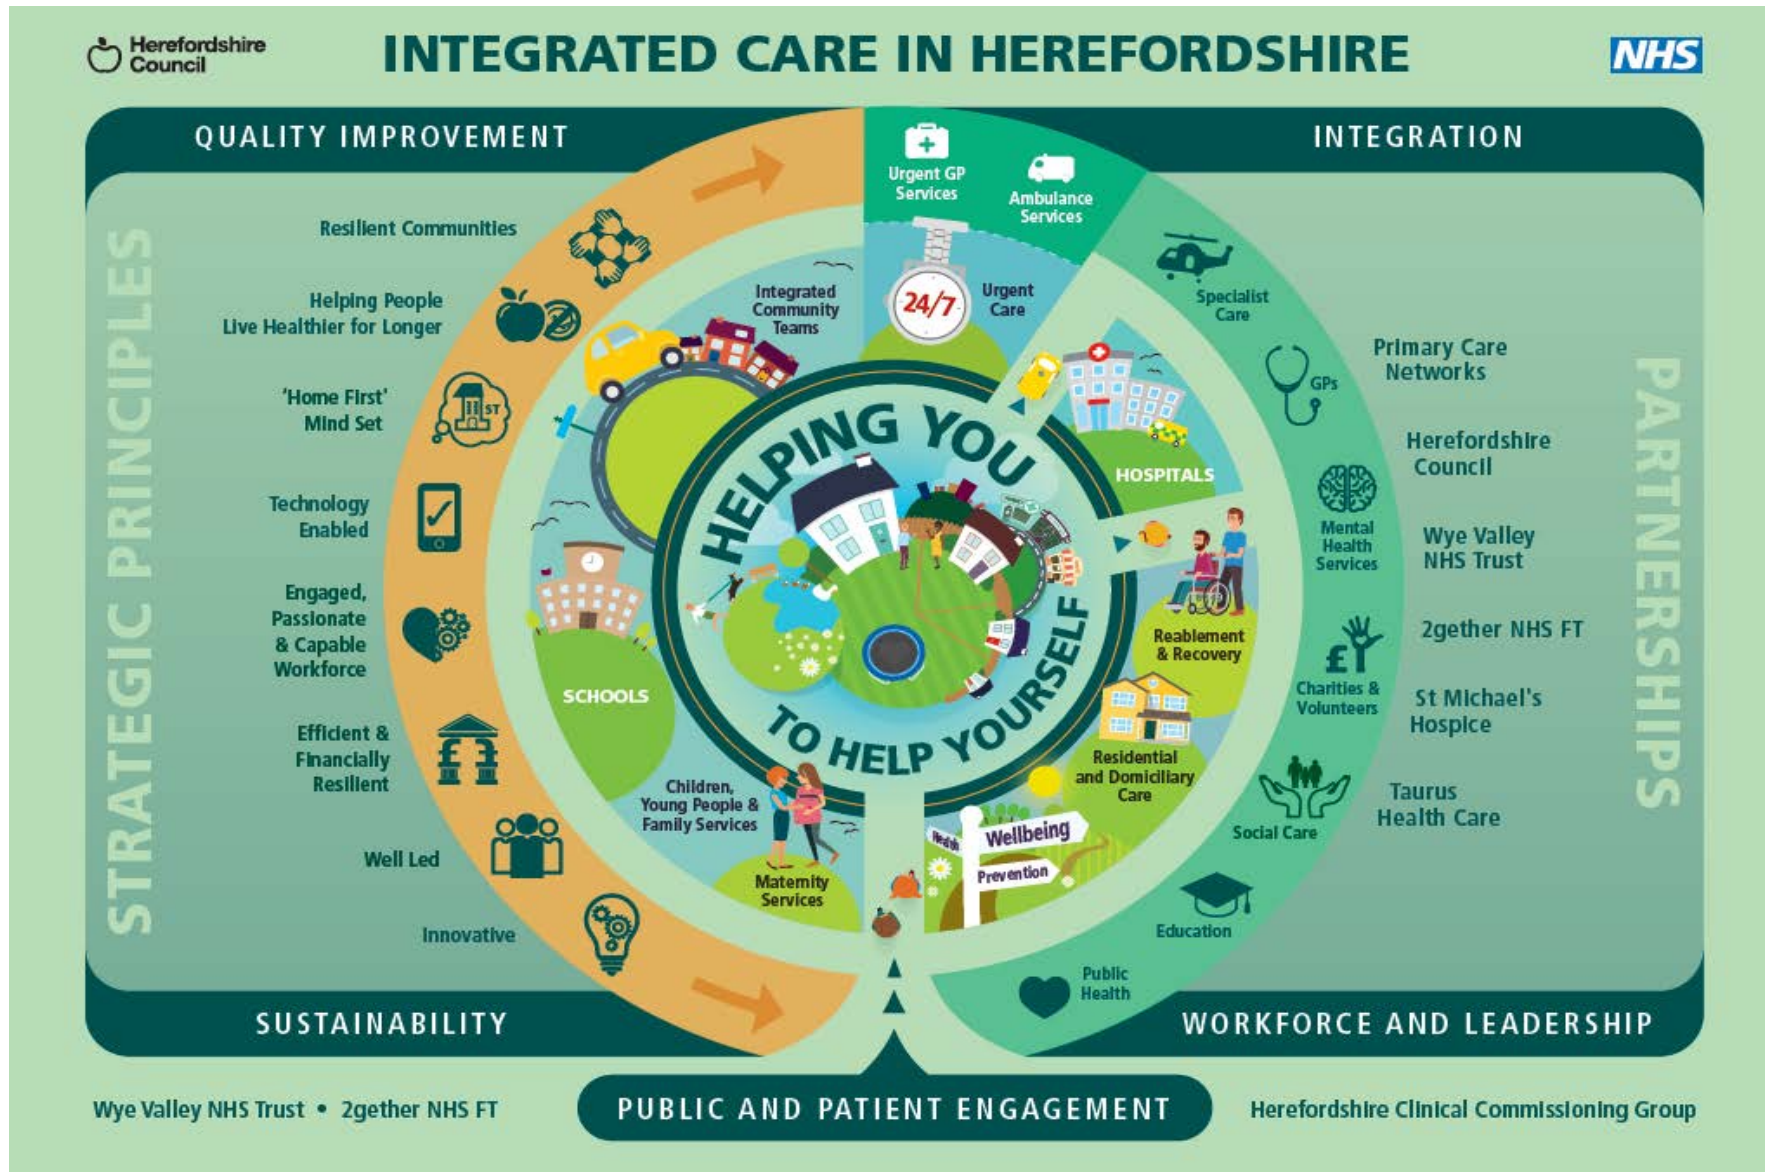 Herefordshire
Council
INTEGRATED CARE IN HEREFORDSHIRE
NHS
QUALITY IMPROVEMENT
INTEGRATION
STRATEGIC PRINCIPLES
Resilient Communities
Helping People
Live Healthier for Longer
'Home First'
Mind Set
1ST
Technology
Enabled
Engaged,
Passionate
& Capable
Workforce
Efficient &
Financially
Resilient
££
Well Led
Innovative
Urgent GP
Services
Ambulance
Services
24/7
Urgent
Care
Integrated
Community
Teams
HOSPITALS
HELPING YOU
TO HELP YOURSELF
SCHOOLS
Reablement
& Recovery
Residential
and Domiciliary
Care
Children,
Young People &
Family Services
Maternity
Services
Health
Wellbeing
Prevention
Specialist
Care
GPs
Mental
Health
Services
£
Charities &
Volunteers
Social Care
Education
Public
Health
Primary Care
Networks
Herefordshire
Council
Wye Valley
NHS Trust
2gether NHS FT
St Michael's
Hospice
Taurus
Health Care
PARTNERSHIPS
SUSTAINABILITY
WORKFORCE AND LEADERSHIP
Wye Valley NHS Trust • 2gether NHS FT
PUBLIC AND PATIENT ENGAGEMENT
Herefordshire Clinical Commissioning Group